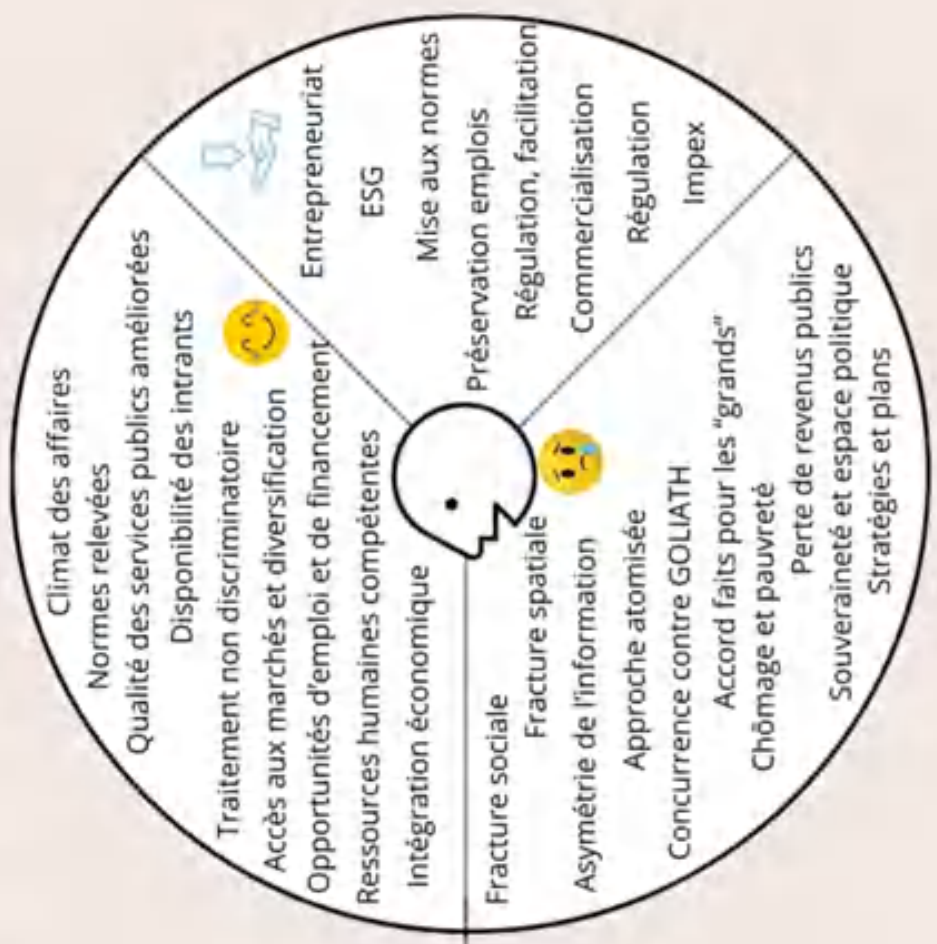 Climat des affaires
Normes relevées
Qualité des services publics améliorées
Disponibilité des intrants
Traitement non discriminatoire
Accès aux marchés et diversification
Opportunités d'emploi et de financement
Ressources humaines compétentes
Intégration économique
Entrepreneuriat
ESG
Mise aux normes
Préservation emplois
Régulation, facilitation
Commercialisation
Régulation
Impex
Fracture sociale
Fracture spatiale
Asymétrie de l'information
Approche atomisée
Concurrence contre GOLIATH
Accord faits pour les "grands"
Chômage et pauvreté
Perte de revenus publics
Souveraineté et espace politique
Stratégies et plans